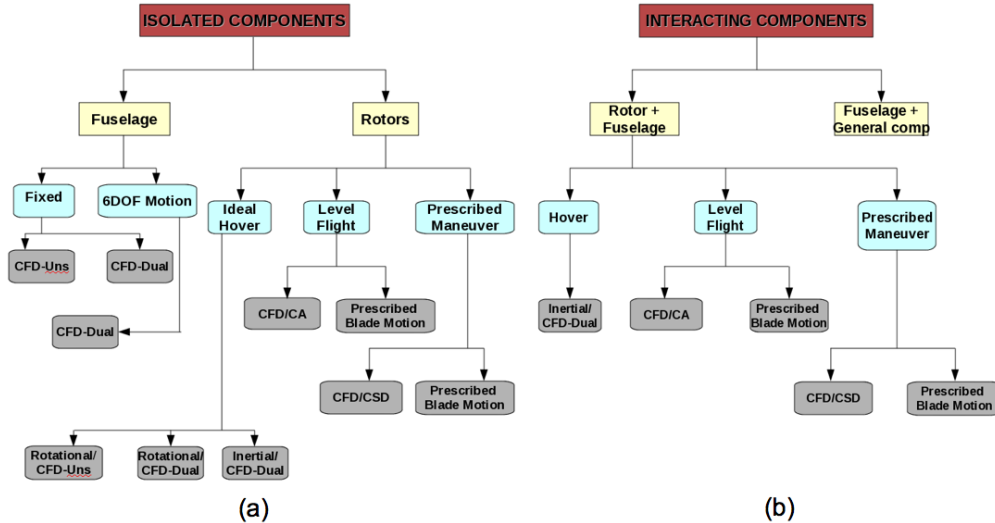 ISOLATED COMPONENTS
Fuselage
Rotors
Fixed
6DOF Motion
Ideal
Hover
Level
Flight
Prescribed
Maneuver
CFD-Uns
CFD-Dual
CFD-Dual
CFD/CA
Prescribed
Blade Motion
CFD/CSD
Prescribed
Blade Motion
Rotational/
CFD-Uns
Rotational/
CFD-Dual
Inertial/
CFD-Dual
(a)
INTERACTING COMPONENTS
Rotor +
Fuselage
Fuselage +
General comp
Hover
Level
Flight
Prescribed
Maneuver
Inertial/
CFD-Dual
CFD/CA
Prescribed
Blade Motion
CFD/CSD
Prescribed
Blade Motion
(b)